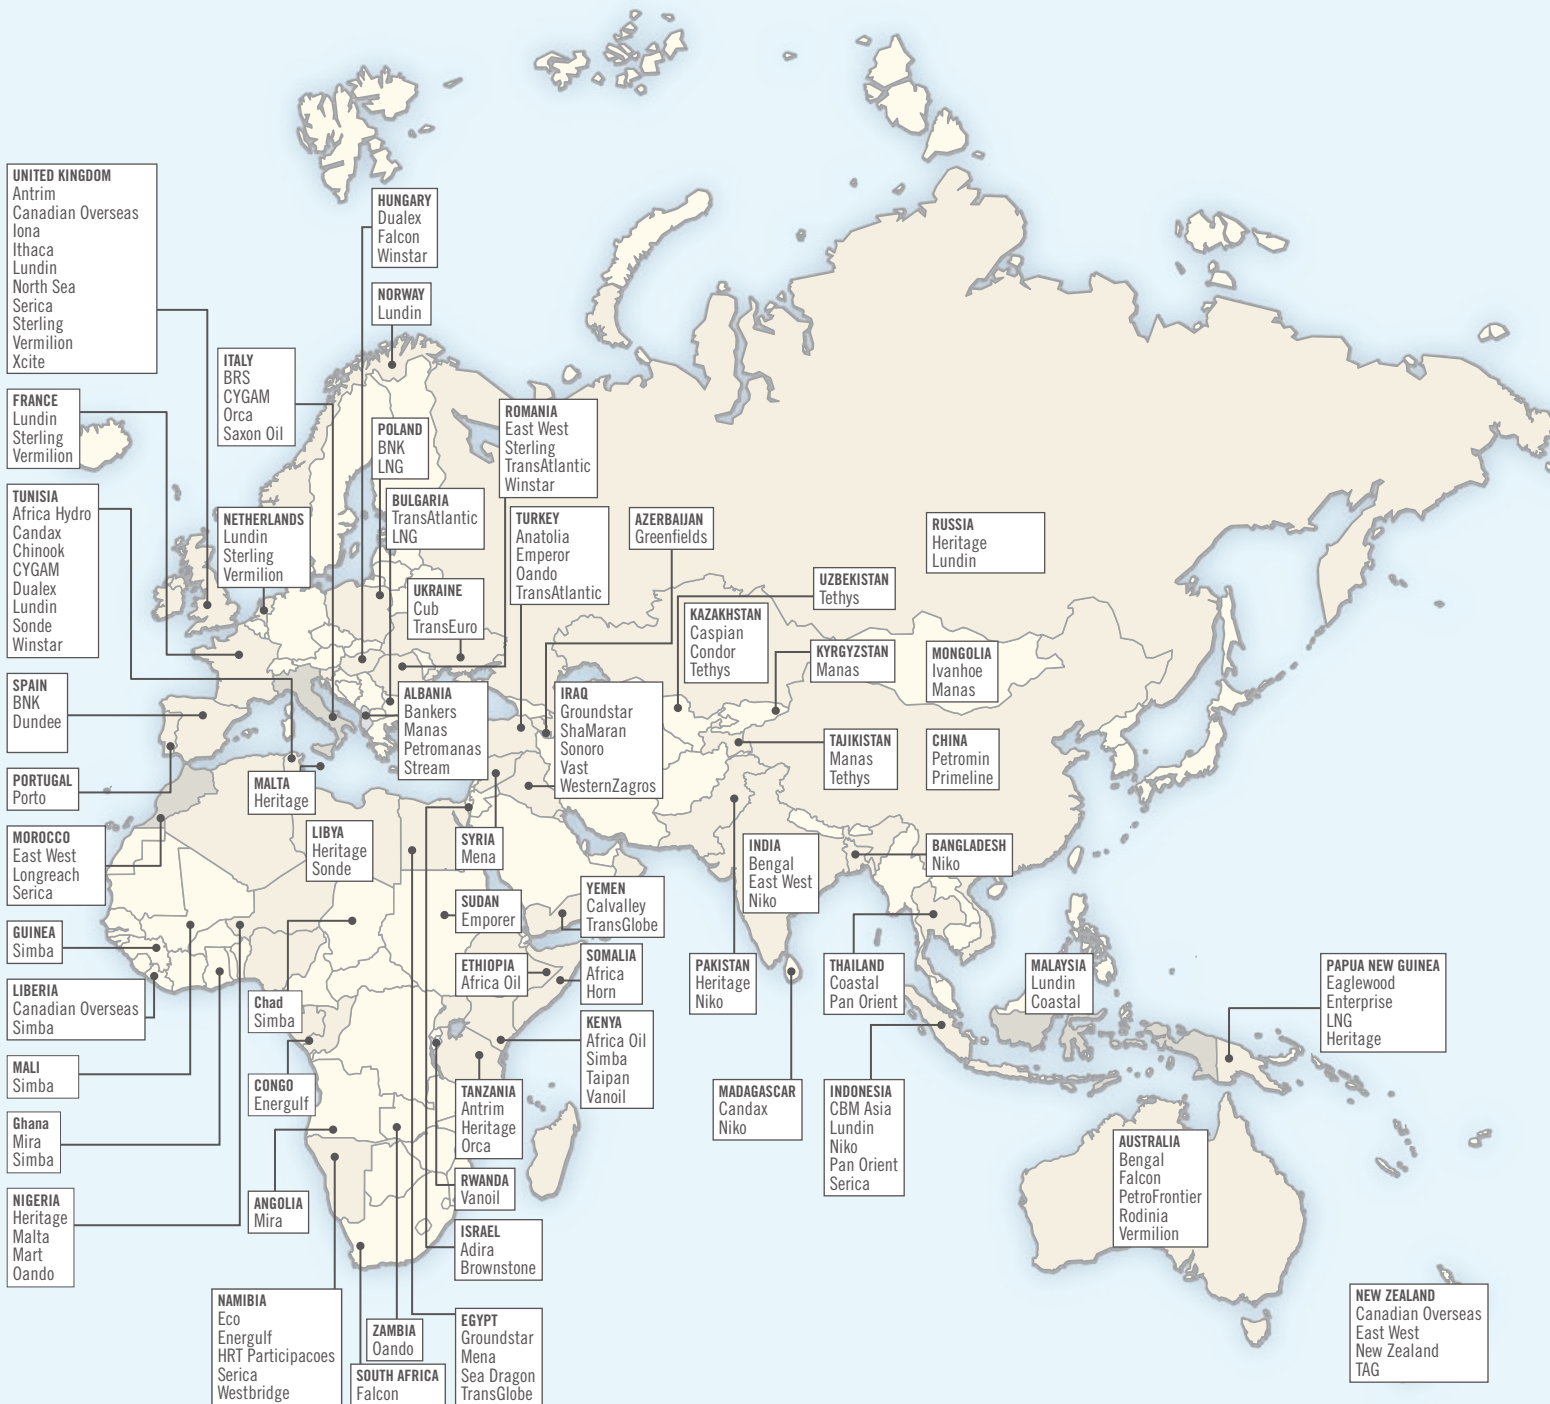 UNITED KINGDOM
Antrim
Canadian Overseas
Iona
Ithaca
Lundin
North Sea
Serica
Sterling
Vermilion
Xcite
FRANCE
Lundin
Sterling
Vermilion
TUNISIA
Africa Hydro
Candax
Chinook
CYGAM
Dualex
Lundin
Sonde
Winstar
SPAIN
BNK
Dundee
PORTUGAL
Porto
MOROCCO
East West
Longreach
Serica
GUINEA
Simba
LIBERIA
Canadian Overseas
Simba
MALI
Simba
Ghana
Mira
Simba
NIGERIA
Heritage
Malta
Mart
Oando
HUNGARY
Dualex
Falcon
Winstar
NORWAY
Lundin
ITALY
BRS
CYGAM
Orca
Saxon Oil
POLAND
BNK
LNG
ROMANIA
East West
Sterling
TransAtlantic
Winstar
NETHERLANDS
Lundin
Sterling
Vermilion
BULGARIA
TransAtlantic
LNG
TURKEY
Anatolia
Emperor
Oando
TransAtlantic
AZERBAIJAN
Greenfields
UKRAINE
Cub
TransEuro
ALBANIA
Bankers
Manas
Petromanas
Stream
IRAQ
Groundstar
ShaMaran
Sonoro
Vast
WesternZagros
MALTA
Heritage
LIBYA
Heritage
Sonde
SYRIA
Mena
SUDAN
Emporer
YEMEN
Calvalley
TransGlobe
ETHIOPIA
Africa Oil
SOMALIA
Africa
Horn
Chad
Simba
KENYA
Africa Oil
Simba
Taipan
Vanoil
CONGO
Energulf
TANZANIA
Antrim
Heritage
Orca
RWANDA
Vanoil
ANGOLIA
Mira
ISRAEL
Adira
Brownstone
NAMIBIA
Eco
Energulf
HRT Participacoes
Serica
Westbridge
ZAMBIA
Oando
SOUTH AFRICA
Falcon
EGYPT
Groundstar
Mena
Sea Dragon
TransGlobe
RUSSIA
Heritage
Lundin
UZBEKISTAN
Tethys
KAZAKHSTAN
Caspian
Condor
Tethys
KYRGYZSTAN
Manas
MONGOLIA
Ivanhoe
Manas
TAJIKISTAN
Manas
Tethys
CHINA
Petromin
Primeline
INDIA
Bengal
East West
Niko
BANGLADESH
Niko
PAKISTAN
Heritage
Niko
THAILAND
Coastal
Pan Orient
MALAYSIA
Lundin
Coastal
PAPUA NEW GUINEA
Eaglewood
Enterprise
LNG
Heritage
MADAGASCAR
Candax
Niko
INDONESIA
CBM Asia
Lundin
Niko
Pan Orient
Serica
AUSTRALIA
Bengal
Falcon
PetroFrontier
Rodinia
Vermilion
NEW ZEALAND
Canadian Overseas
East West
New Zealand
TAG